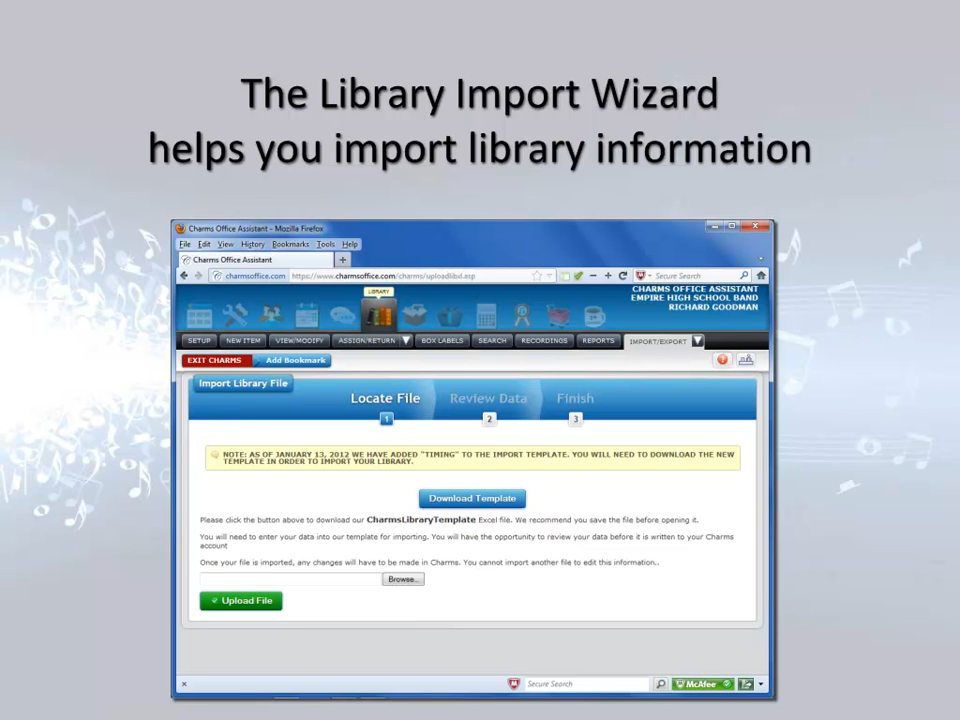 The Library Import Wizard
helps you import library information
Charms Office Assistant - Mozilla Firefox
File Edit View History Bookmarks Tools Help
Charms Office Assistant +
charmsoffice.com https://www.charmsoffice.com/charms/uploadlibxl.asp Secure Search
LIBRARY
CHARMS OFFICE ASSISTANT
EMPIRE HIGH SCHOOL BAND
RICHARD GOODMAN
SETUP NEW ITEM VIEW/MODIFY ASSIGN/RETURN BOX LABELS SEARCH RECORDINGS REPORTS IMPORT/EXPORT
EXIT CHARMS Add Bookmark
Import Library File
Locate File Review Data Finish
1 2 3
NOTE: AS OF JANUARY 13, 2012 WE HAVE ADDED "TIMING" TO THE IMPORT TEMPLATE. YOU WILL NEED TO DOWNLOAD THE NEW
TEMPLATE IN ORDER TO IMPORT YOUR LIBRARY.
Download Template
Please click the button above to download our CharmsLibraryTemplate Excel file. We recommend you save the file before opening it.
You will need to enter your data into our template for importing. You will have the opportunity to review your data before it is written to your Charms
account
Once your file is imported, any changes will have to be made in Charms. You cannot import another file to edit this information..
Browse...
Upload File
x Secure Search McAfee